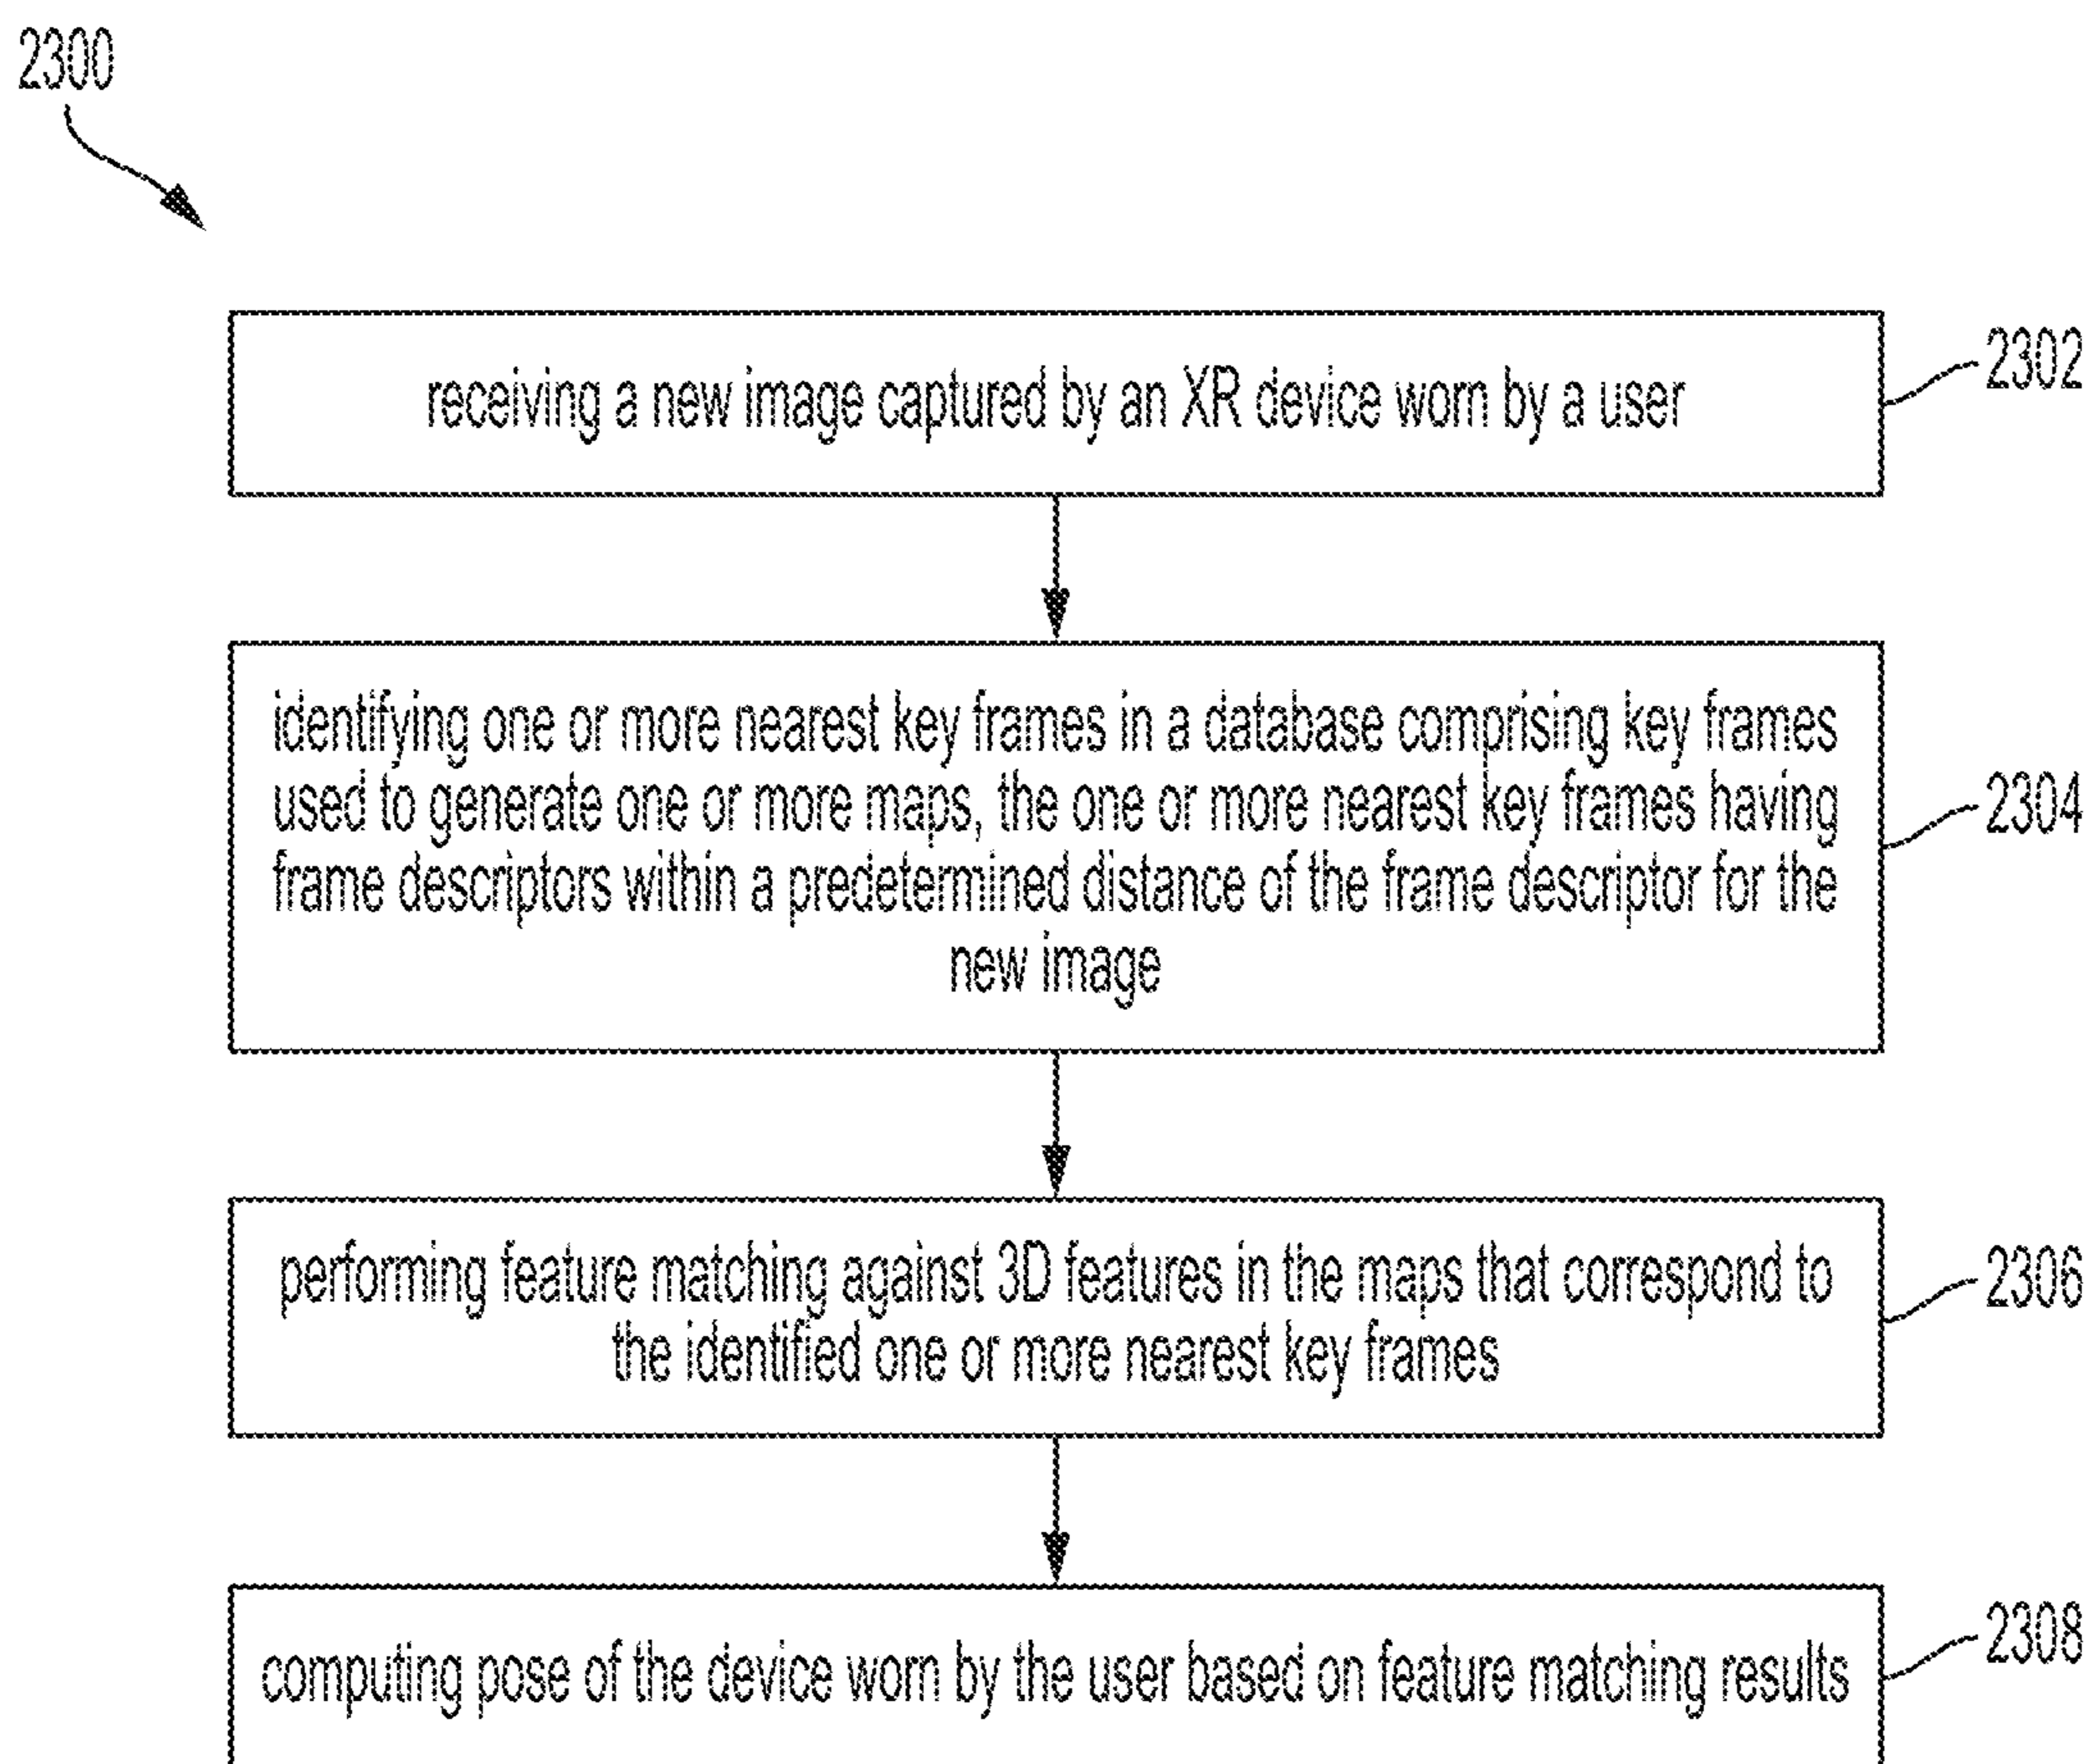 2300
receiving a new image captured by an XR device worn by a user
2302
identifying one or more nearest key frames in a database comprising key frames
used to generate one or more maps, the one or more nearest key frames having
frame descriptors within a predetermined distance of the frame descriptor for the
new image
2304
performing feature matching against 3D features in the maps that correspond to
the identified one or more nearest key frames
2306
computing pose of the device worn by the user based on feature matching results
2308